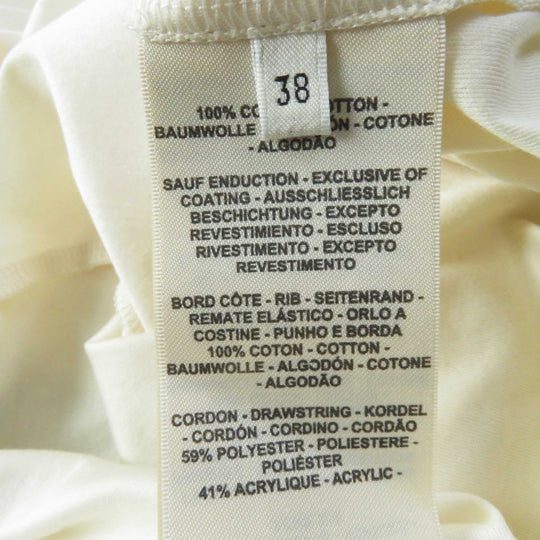 38
100% CO OTTON -
BAUMWOLLE ÓN - COTONE
- ALGODÃO
SAUF ENDUCTION - EXCLUSIVE OF
COATING - AUSSCHLIESSLICH
BESCHICHTUNG - EXCEPTO
REVESTIMIENTO - ESCLUSO
RIVESTIMENTO - EXCEPTO
REVESTIMENTO
BORD CÔTE - RIB - SEITENRAND -
REMATE ELÁSTICO - ORLO A
COSTINE - PUNHO E BORDA
100% COTON - COTTON -
BAUMWOLLE - ALGODÓN - COTONE
- ALGODÃO
CORDON - DRAWSTRING - KORDEL
- CORDÓN - CORDINO - CORDÃO
59% POLYESTER - POLIESTERE -
POLIÉSTER
41% ACRYLIQUE - ACRYLIC -